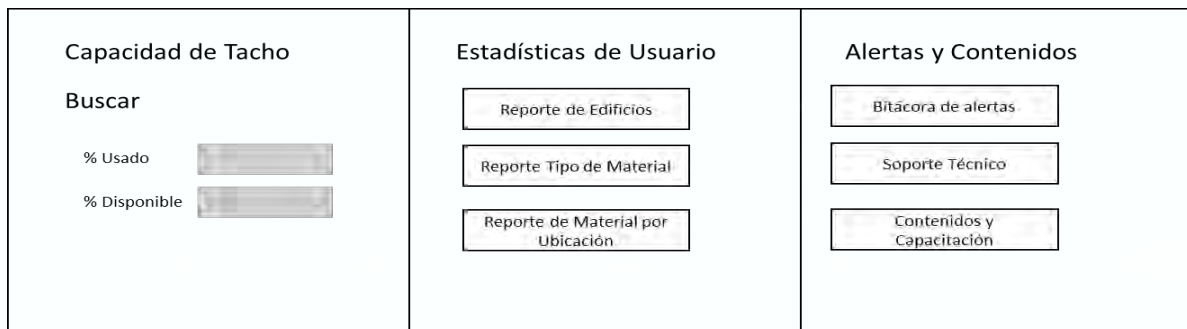 Capacidad de Tacho
Buscar
% Usado
% Disponible
Estadísticas de Usuario
Reporte de Edificios
Reporte Tipo de Material
Reporte de Material por
Ubicación
Alertas y Contenidos
Bitácora de alertas
Soporte Técnico
Contenidos y
Capacitación